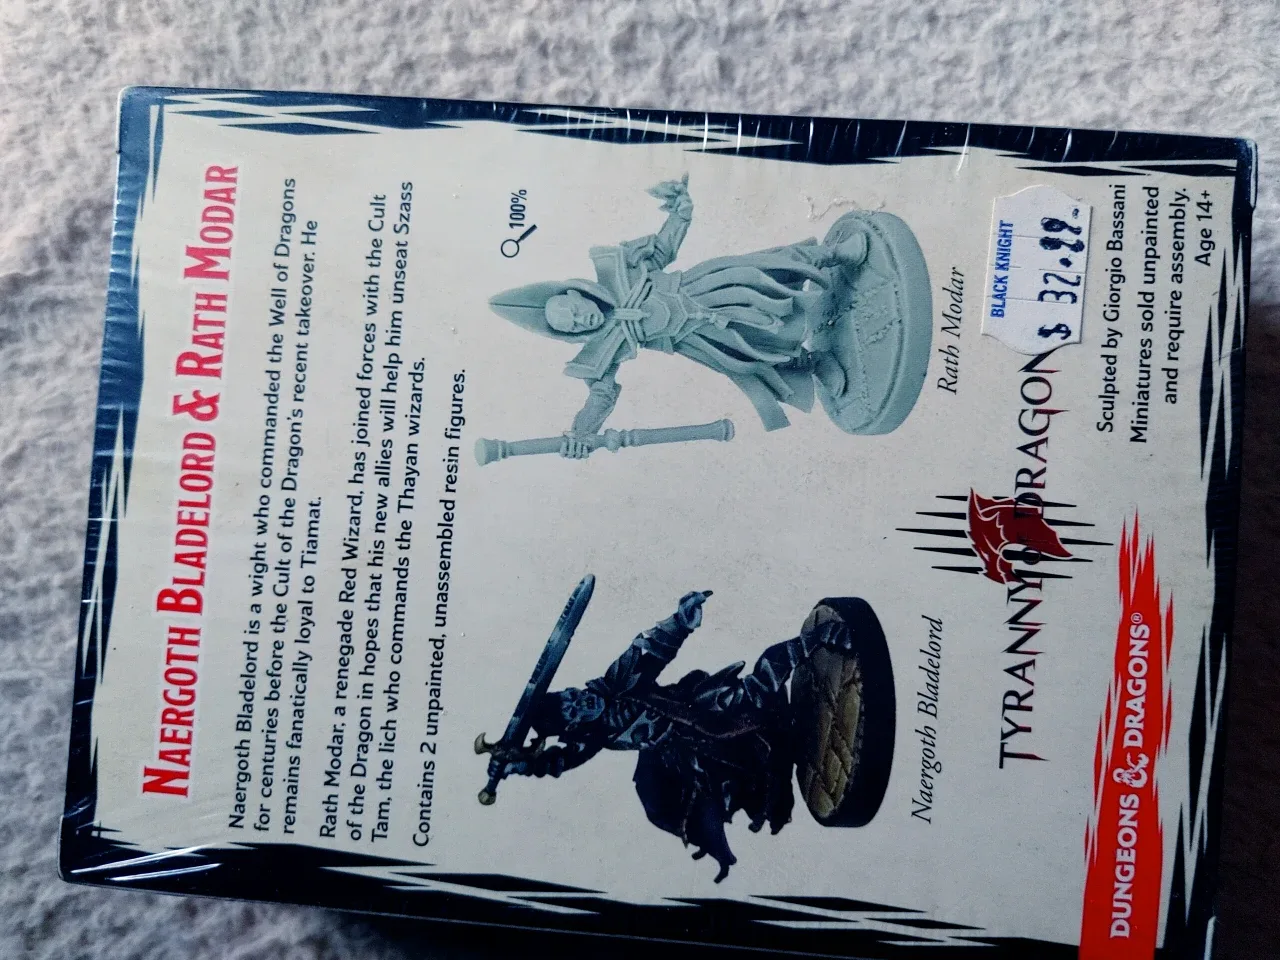 NAERGOTH BLADELORD & RATH MODAR
Naergoth Bladelord is a wight who commanded the Well of Dragons
for centuries before the Cult of the Dragon's recent takeover. He
remains fanatically loyal to Tiamat.
Rath Modar, a renegade Red Wizard, has joined forces with the Cult
of the Dragon in hopes that his new allies will help him unseat Szass
Tam, the lich who commands the Thayan wizards.
Contains 2 unpainted, unassembled resin figures.
100%
Naergoth Bladelord
Rath Modar
TYRANNY OF DRAGON
BLACK KNIGHT
$ 32.99
DUNGEONS & DRAGONS®
Sculpted by Giorgio Bassani
Miniatures sold unpainted
and require assembly.
Age 14+